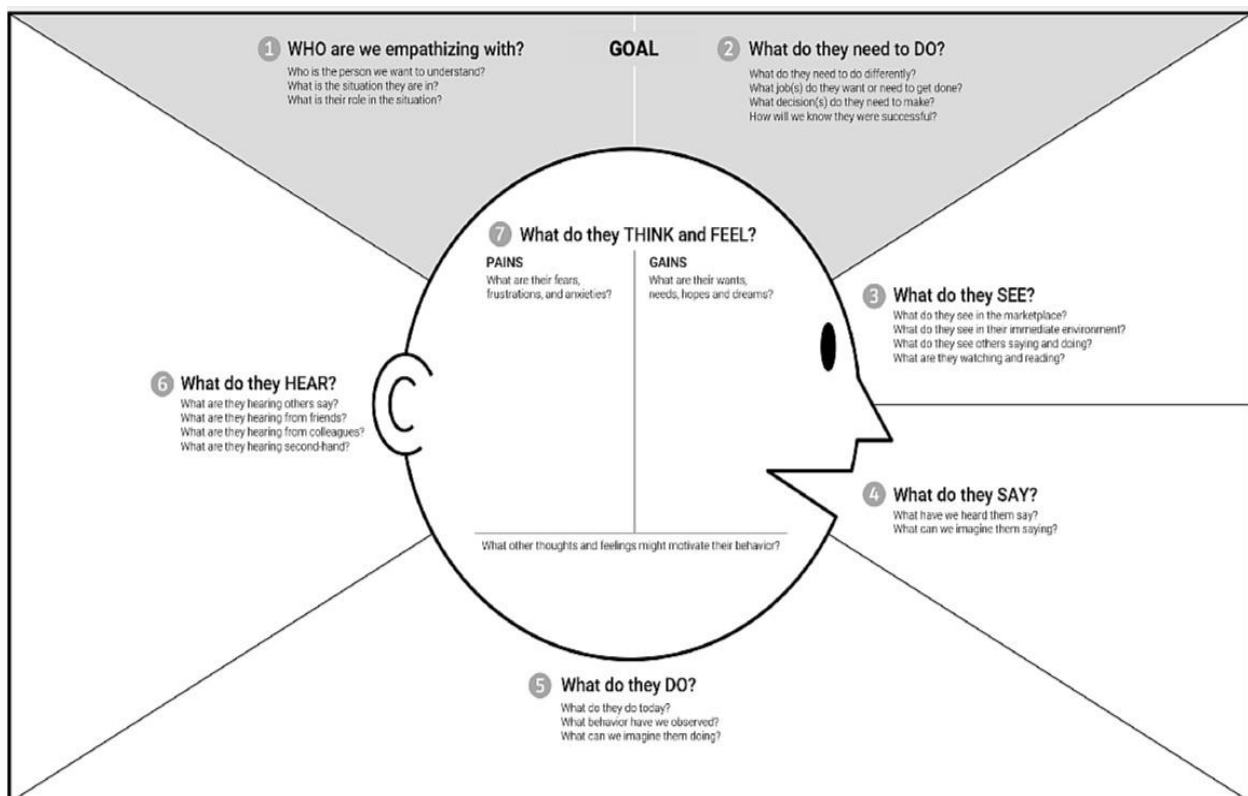 1 WHO are we empathizing with?
Who is the person we want to understand?
What is the situation they are in?
What is their role in the situation?
GOAL
2 What do they need to DO?
What do they need to do differently?
What job(s) do they want or need to get done?
What decision(s) do they need to make?
How will we know they were successful?
3 What do they SEE?
What do they see in the marketplace?
What do they see in their immediate environment?
What do they see others saying and doing?
What are they watching and reading?
4 What do they SAY?
What have we heard them say?
What can we imagine them saying?
5 What do they DO?
What do they do today?
What behavior have we observed?
What can we imagine them doing?
6 What do they HEAR?
What are they hearing others say?
What are they hearing from friends?
What are they hearing from colleagues?
What are they hearing second-hand?
7 What do they THINK and FEEL?
PAINS
What are their fears,
frustrations, and anxieties?
GAINS
What are their wants,
needs, hopes and dreams?
What other thoughts and feelings might motivate their behavior?